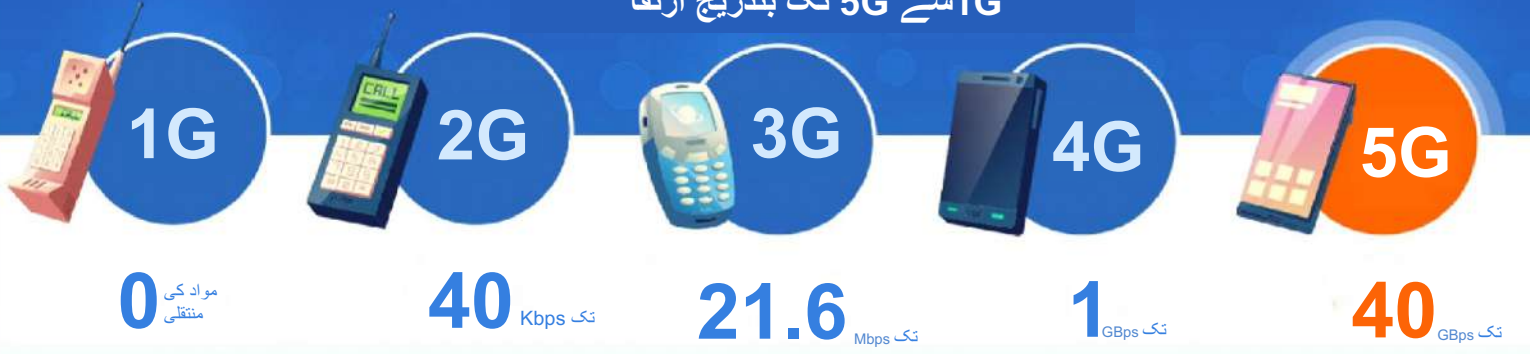 1G سے 5G تک بتدریج ارتقا
1G
2G
3G
4G
5G
CALL
0 مواد کی
منتقلی
40 Kbps تک
21.6 Mbps تک
1 GBps تک
40 GBps تک